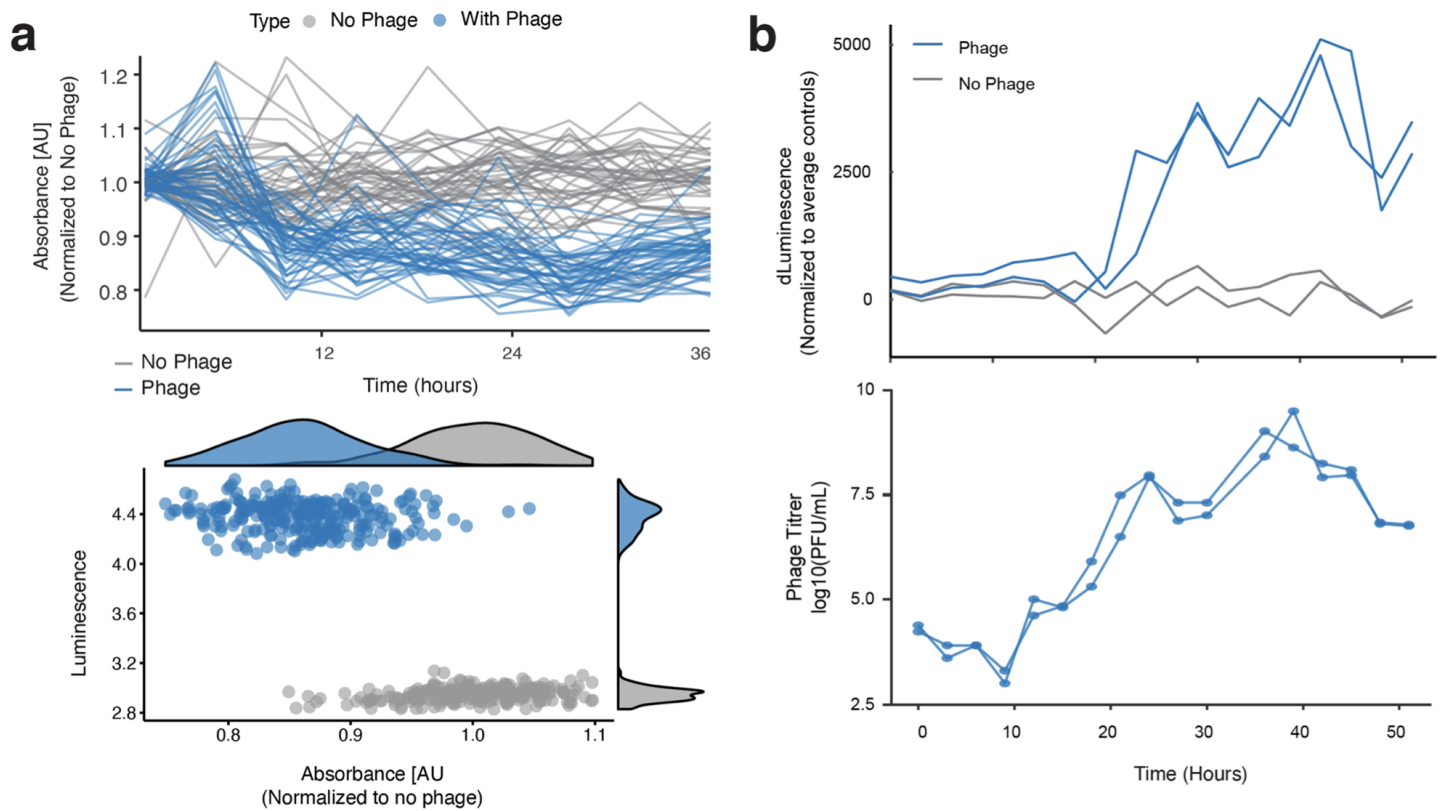 a
Type No Phage With Phage
Absorbance [AU]
(Normalized to No Phage)
1.2
1.1
1.0
0.9
0.8
12 24 36
Time (hours)
No Phage
Phage
Luminescence
4.4
4.0
3.6
3.2
2.8
0.8 0.9 1.0 1.1
Absorbance [AU
(Normalized to no phage)
b
Phage
No Phage
dLuminescence
(Normalized to average controls)
5000
2500
0
Phage Titrer
log10(PFU/mL)
10
7.5
5.0
2.5
0 10 20 30 40 50
Time (Hours)